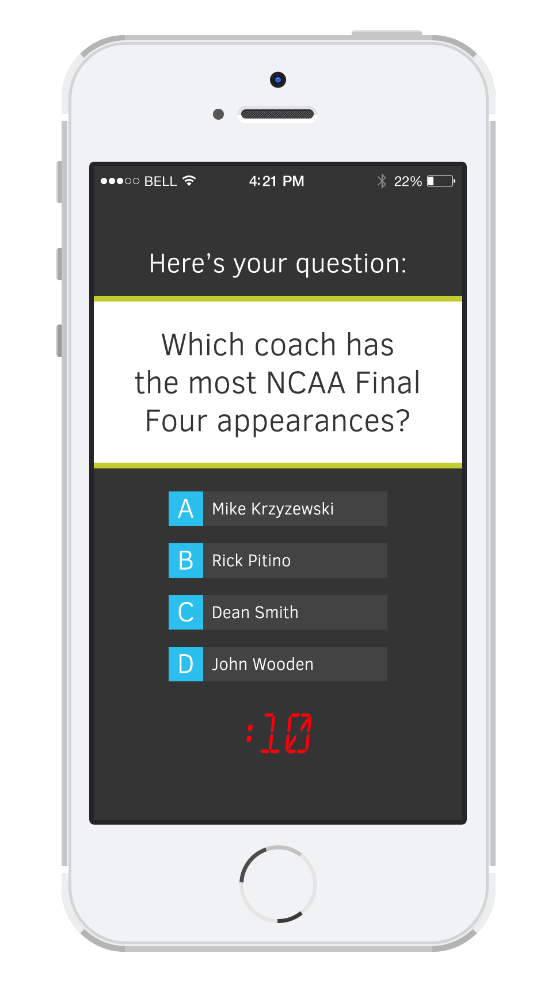 BELL 4:21 PM 22%
Here’s your question:
Which coach has
the most NCAA Final
Four appearances?
A Mike Krzyzewski
B Rick Pitino
C Dean Smith
D John Wooden
:10